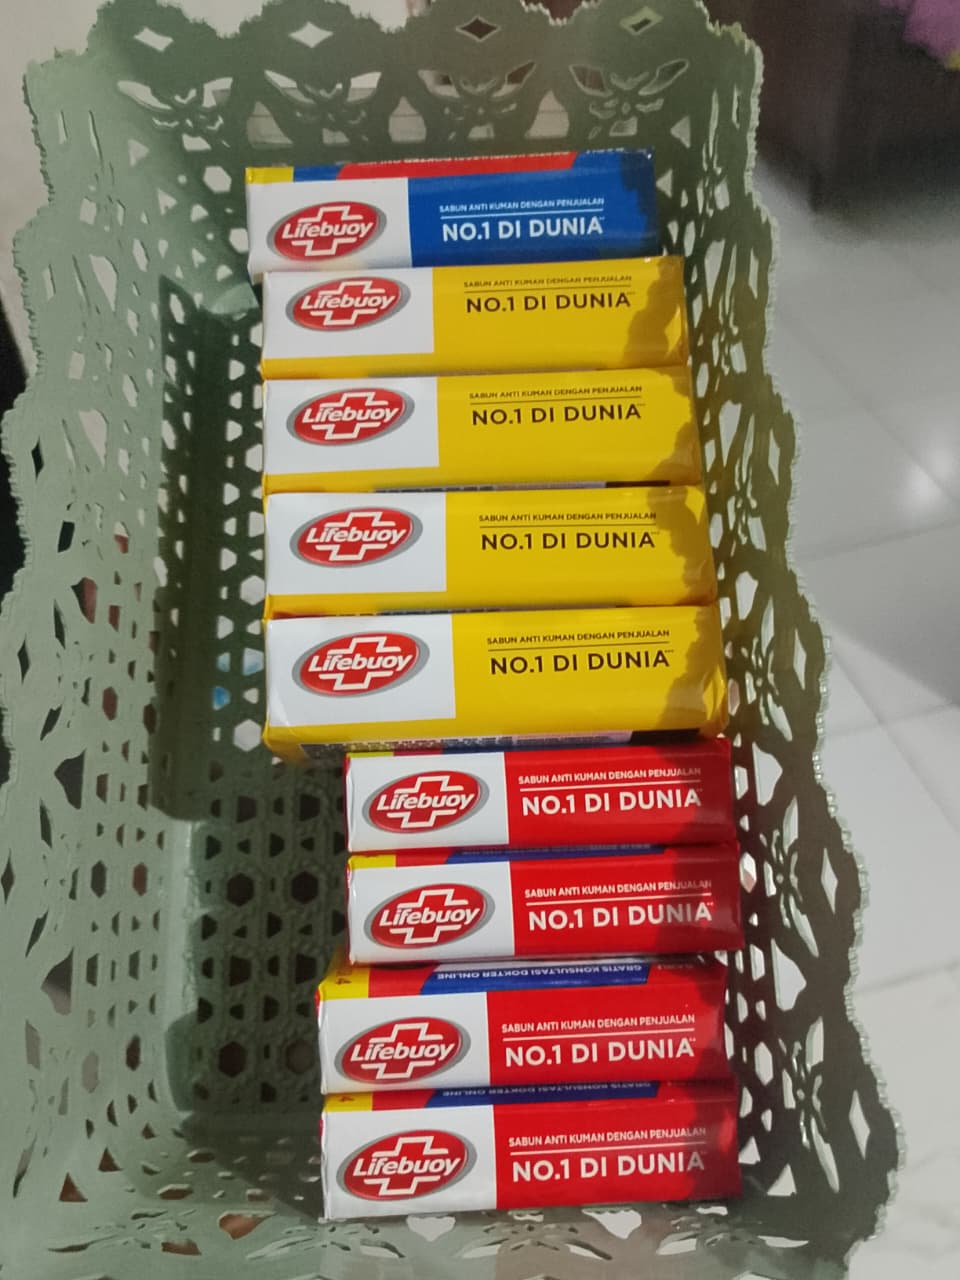 Lifebuoy
SABUN ANTI KUMAN DENGAN PENJUALAN
NO.1 DI DUNIA
Lifebuoy
SABUN ANTI KUMAN DENGAN PENJUALAN
NO.1 DI DUNIA
Lifebuoy
SABUN ANTI KUMAN DENGAN PENJUALAN
NO.1 DI DUNIA
Lifebuoy
SABUN ANTI KUMAN DENGAN PENJUALAN
NO.1 DI DUNIA
Lifebuoy
SABUN ANTI KUMAN DENGAN PENJUALAN
NO.1 DI DUNIA
Lifebuoy
SABUN ANTI KUMAN DENGAN PENJUALAN
NO.1 DI DUNIA
Lifebuoy
SABUN ANTI KUMAN DENGAN PENJUALAN
NO.1 DI DUNIA
GRATIS KONSULTASI DOKTER ONLINE
Lifebuoy
SABUN ANTI KUMAN DENGAN PENJUALAN
NO.1 DI DUNIA
GRATIS KONSULTASI DOKTER ONLINE
Lifebuoy
SABUN ANTI KUMAN DENGAN PENJUALAN
NO.1 DI DUNIA